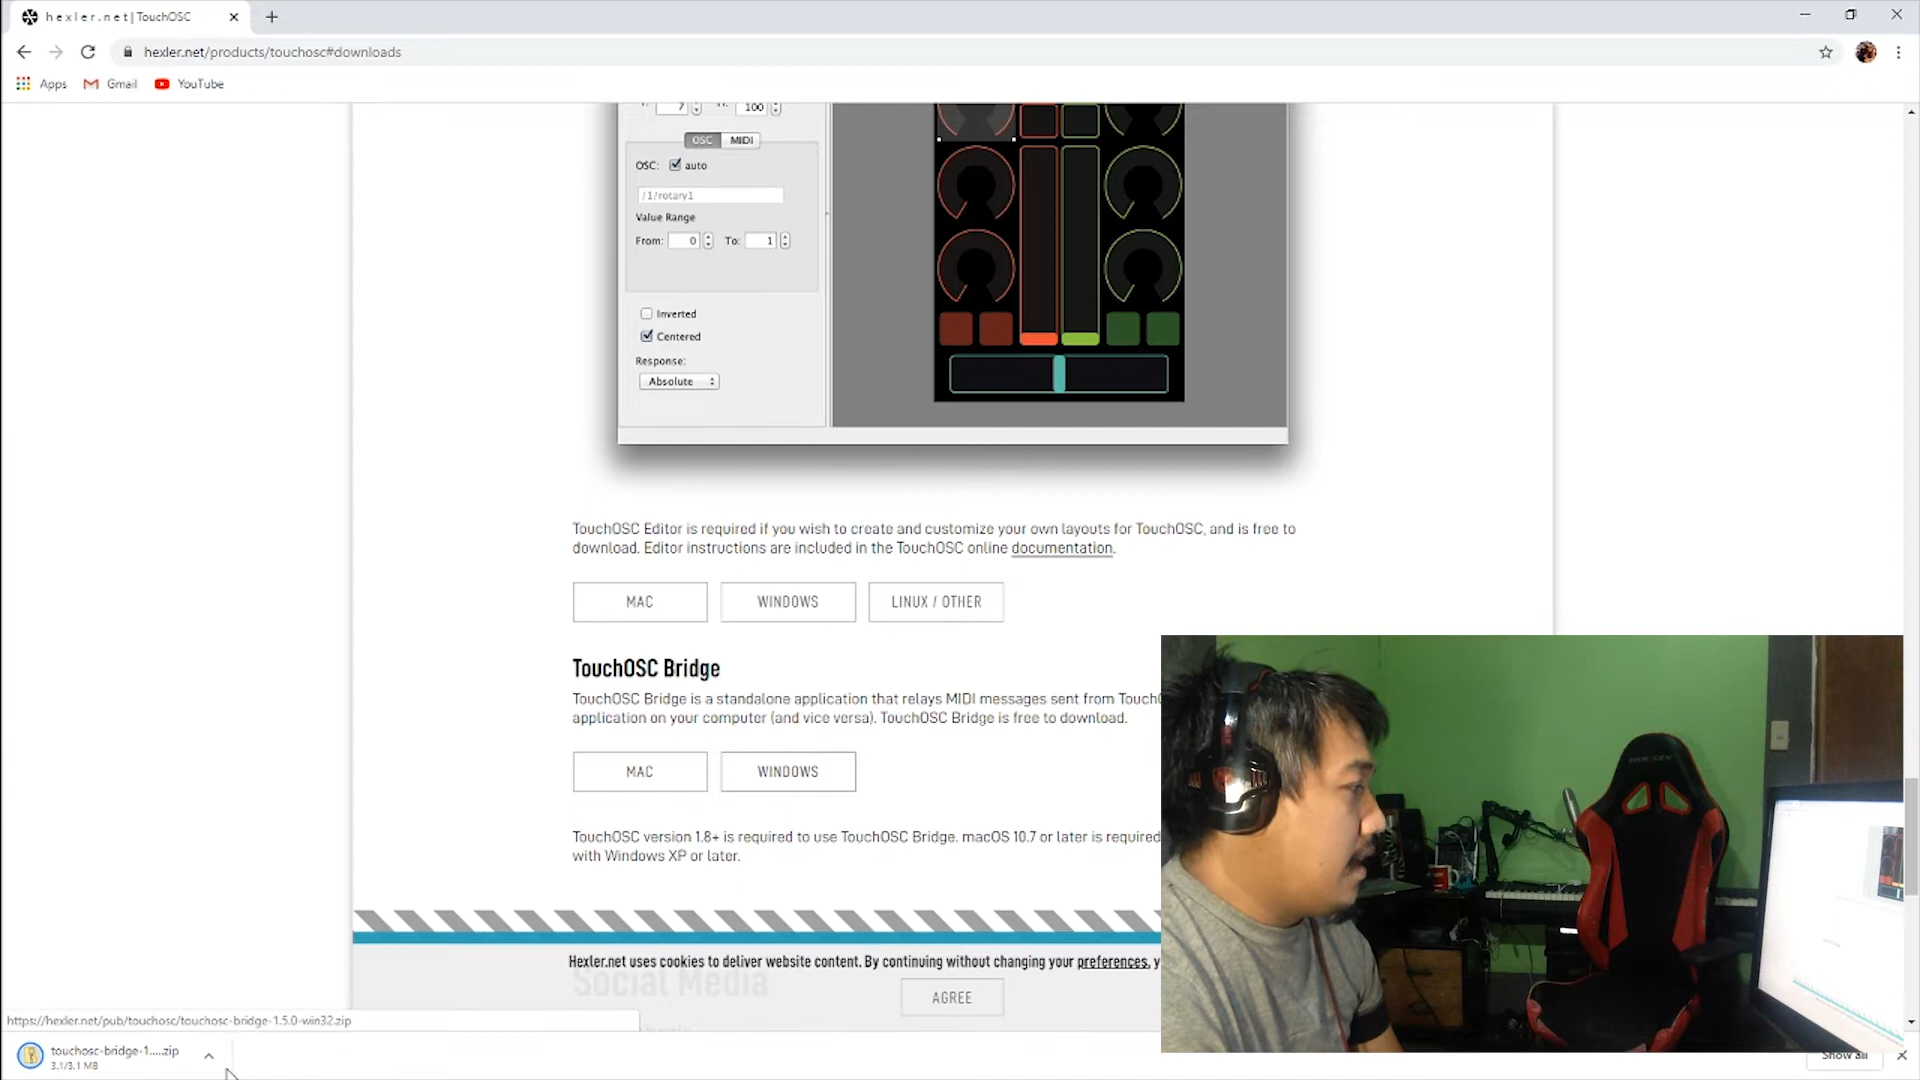 h e x l e r . n e t | TouchOSC
hexler.net/products/touchosc#downloads
Apps
Gmail
YouTube
7
100
OSC
MIDI
OSC:
auto
/1/rotary1
Value Range
From:
0
To:
1
Inverted
Centered
Response:
Absolute
TouchOSC Editor is required if you wish to create and customize your own layouts for TouchOSC, and is free to
download. Editor instructions are included in the TouchOSC online documentation.
MAC
WINDOWS
LINUX / OTHER
TouchOSC Bridge
TouchOSC Bridge is a standalone application that relays MIDI messages sent from
application on your computer (and vice versa). TouchOSC Bridge is free to download.
MAC
WINDOWS
TouchOSC version 1.8+ is required to use TouchOSC Bridge. macOS 10.7 or later is required
with Windows XP or later.
Hexler.net uses cookies to deliver website content. By continuing without changing your preferences, y
Social Media
AGREE
https://hexler.net/pub/touchosc/touchosc-bridge-1.5.0-win32.zip
touchosc-bridge-1....zip
3.1/3.1 MB
Show all